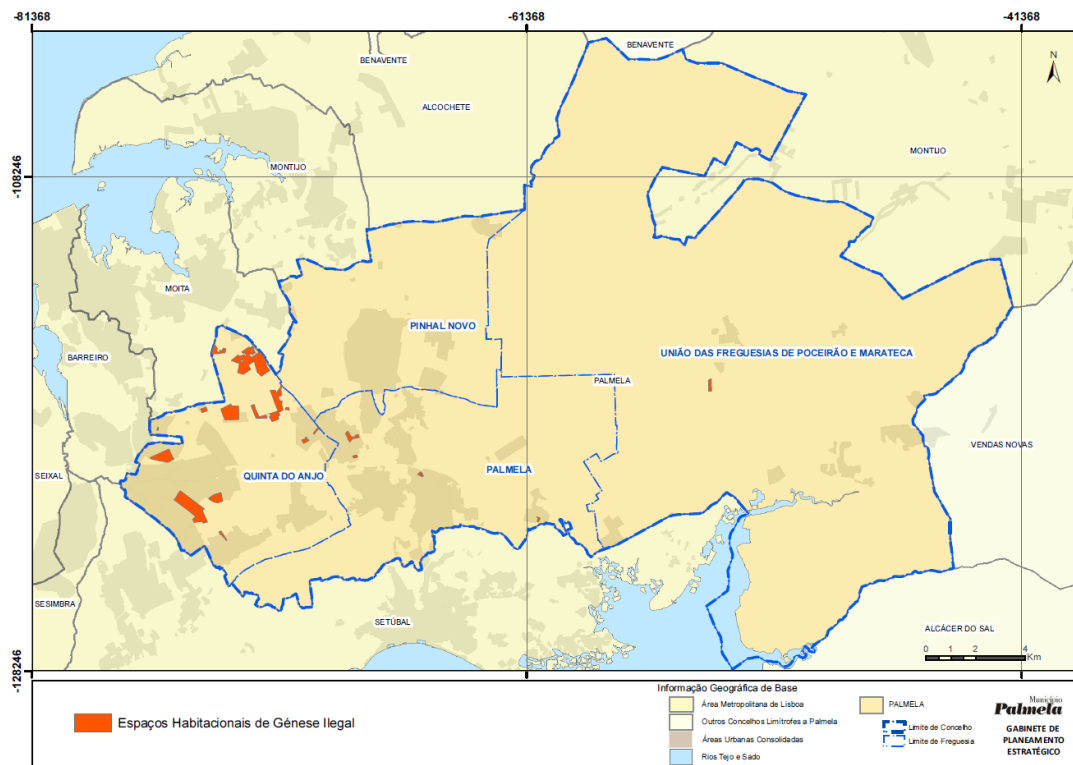 -81368
-61368
-41368
BENAVENTE
BENAVENTE
ALCOCHETE
N
MONTIJO
MONTIJO
-108246
MOITA
PINHAL NOVO
BARREIRO
UNIÃO DAS FREGUESIAS DE POCEIRÃO E MARATECA
PALMELA
VENDAS NOVAS
SEIXAL
QUINTA DO ANJO
PALMELA
SESIMBRA
SETÚBAL
ALCÁCER DO SAL
0 1 2 4
Km
-128246
Espaços Habitacionais de Génese Ilegal
Informação Geográfica de Base
Área Metropolitana de Lisboa
Outros Concelhos Limítrofes a Palmela
Áreas Urbanas Consolidadas
Rios Tejo e Sado
PALMELA
Limite de Concelho
Limite de Freguesia
Município
Palmela
GABINETE DE
PLANEAMENTO
ESTRATÉGICO